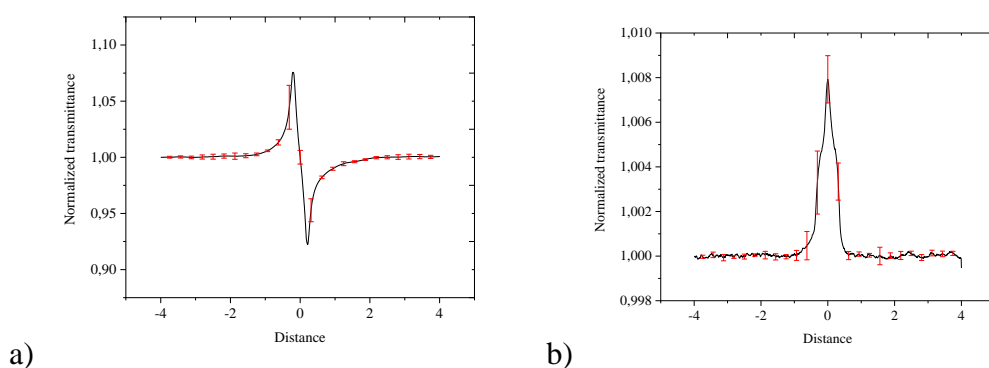 1,10
1,05
1,00
0,95
0,90
Normalized transmittance
-4 -2 0 2 4
Distance
a)
1,010
1,008
1,006
1,004
1,002
1,000
0,998
Normalized transmittance
-4 -2 0 2 4
Distance
b)